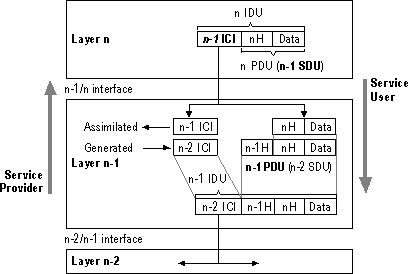 n IDU
Layer n
n-1 ICI nH Data
n PDU (n-1 SDU)
n-1/n interface
Service
User
Assimilated n-1 ICI nH Data
Generated n-2 ICI n-1H nH Data
Layer n-1 n-1 PDU (n-2 SDU)
n-1 IDU
Service
Provider
n-2 ICI n-1H nH Data
n-2/n-1 interface
Layer n-2